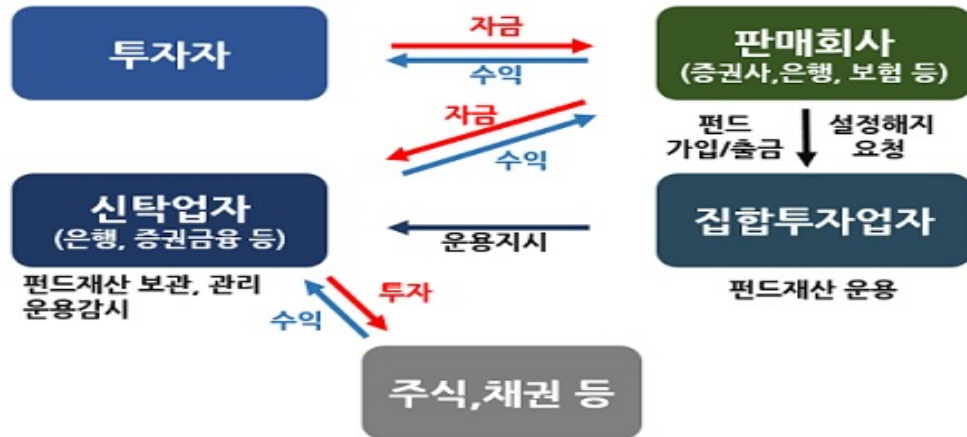 투자자
자금
수익
판매회사
(증권사,은행, 보험 등)
자금
수익
펀드
가입/출금
설정해지
요청
신탁업자
(은행, 증권금융 등)
운용지시
집합투자업자
펀드재산 보관, 관리
운용감시
펀드재산 운용
투자
수익
주식,채권 등